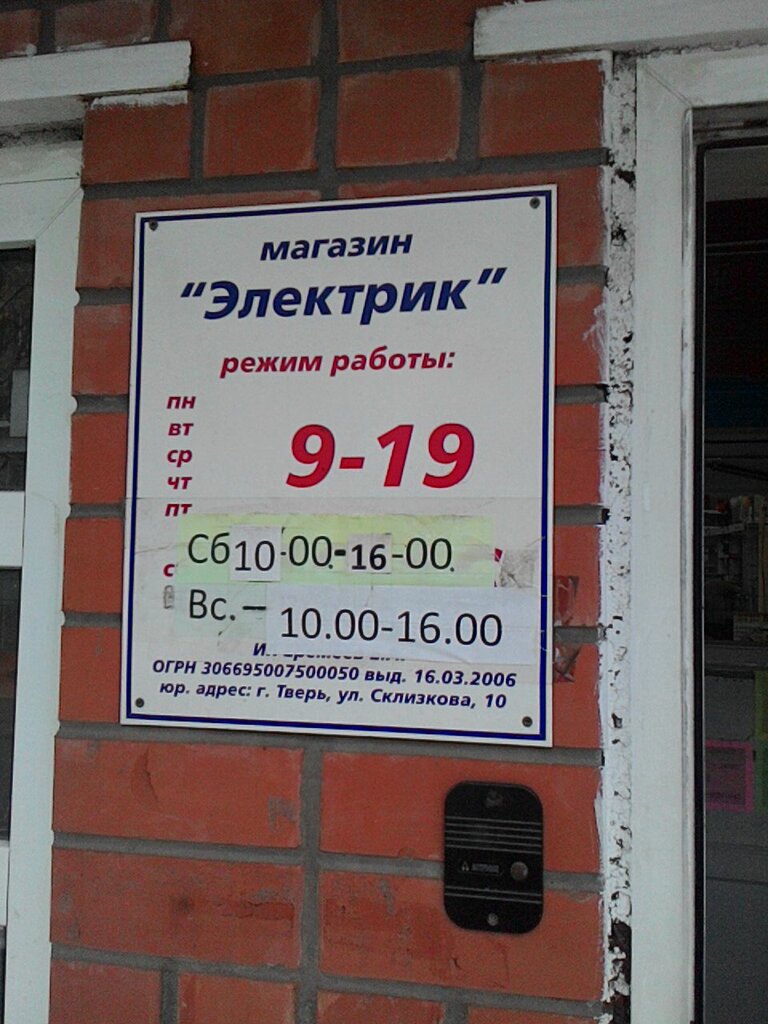 магазин
“Электрик”
режим работы:
пн
вт
ср
чт
пт
9-19
Сб 10-00.-16-00.
Вс.– 10.00-16.00
ОГРН 306695007500050 выд. 16.03.2006
юр. адрес: г. Тверь, ул. Склизкова, 10